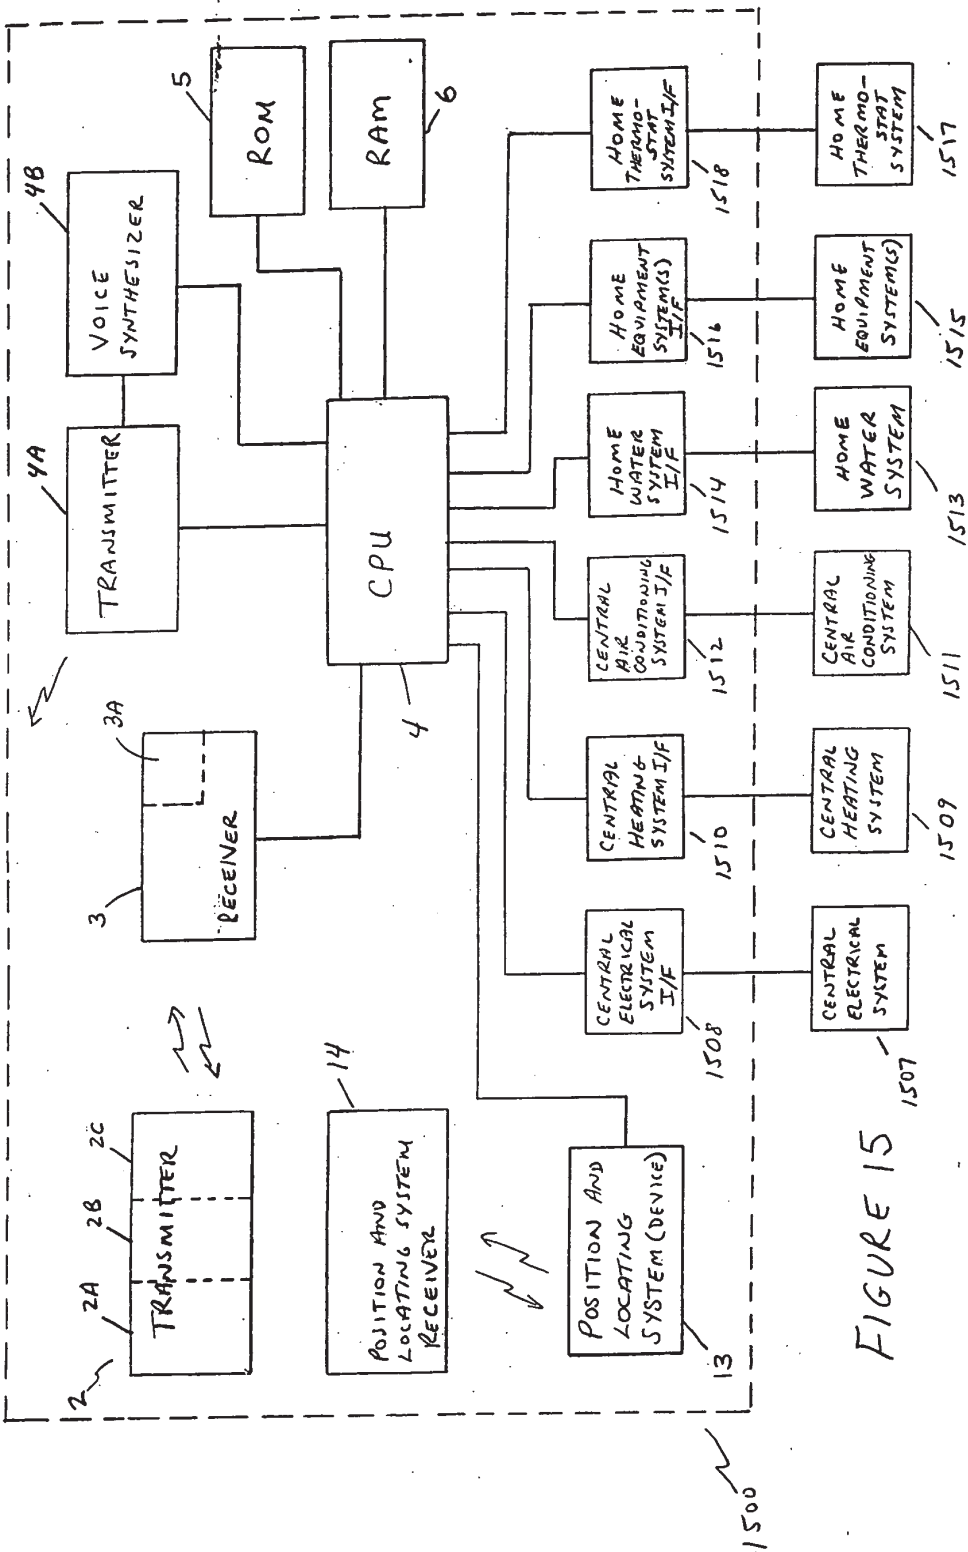 2
2A
2B
2C
TRANSMITTER
3
3A
RECEIVER
4A
TRANSMITTER
4B
VOICE
SYNTHESIZER
5
ROM
RAM
6
CPU
4
14
POSITION AND
LOCATING SYSTEM
RECEIVER
POSITION AND
LOCATING
SYSTEM (DEVICE)
13
CENTRAL
ELECTRICAL
SYSTEM
I/F
1508
CENTRAL
HEATING
SYSTEM I/F
1510
CENTRAL
AIR
CONDITIONING
SYSTEM I/F
1512
HOME
WATER
SYSTEM
I/F
1514
HOME
EQUIPMENT
SYSTEM(S)
I/F
1516
HOME
THERMO-
STAT
SYSTEM I/F
1518
CENTRAL
ELECTRICAL
SYSTEM
1507
CENTRAL
HEATING
SYSTEM
1509
CENTRAL
AIR
CONDITIONING
SYSTEM
1511
HOME
WATER
SYSTEM
1513
HOME
EQUIPMENT
SYSTEM(S)
1515
HOME
THERMO-
STAT
SYSTEM
1517
1500
FIGURE 15